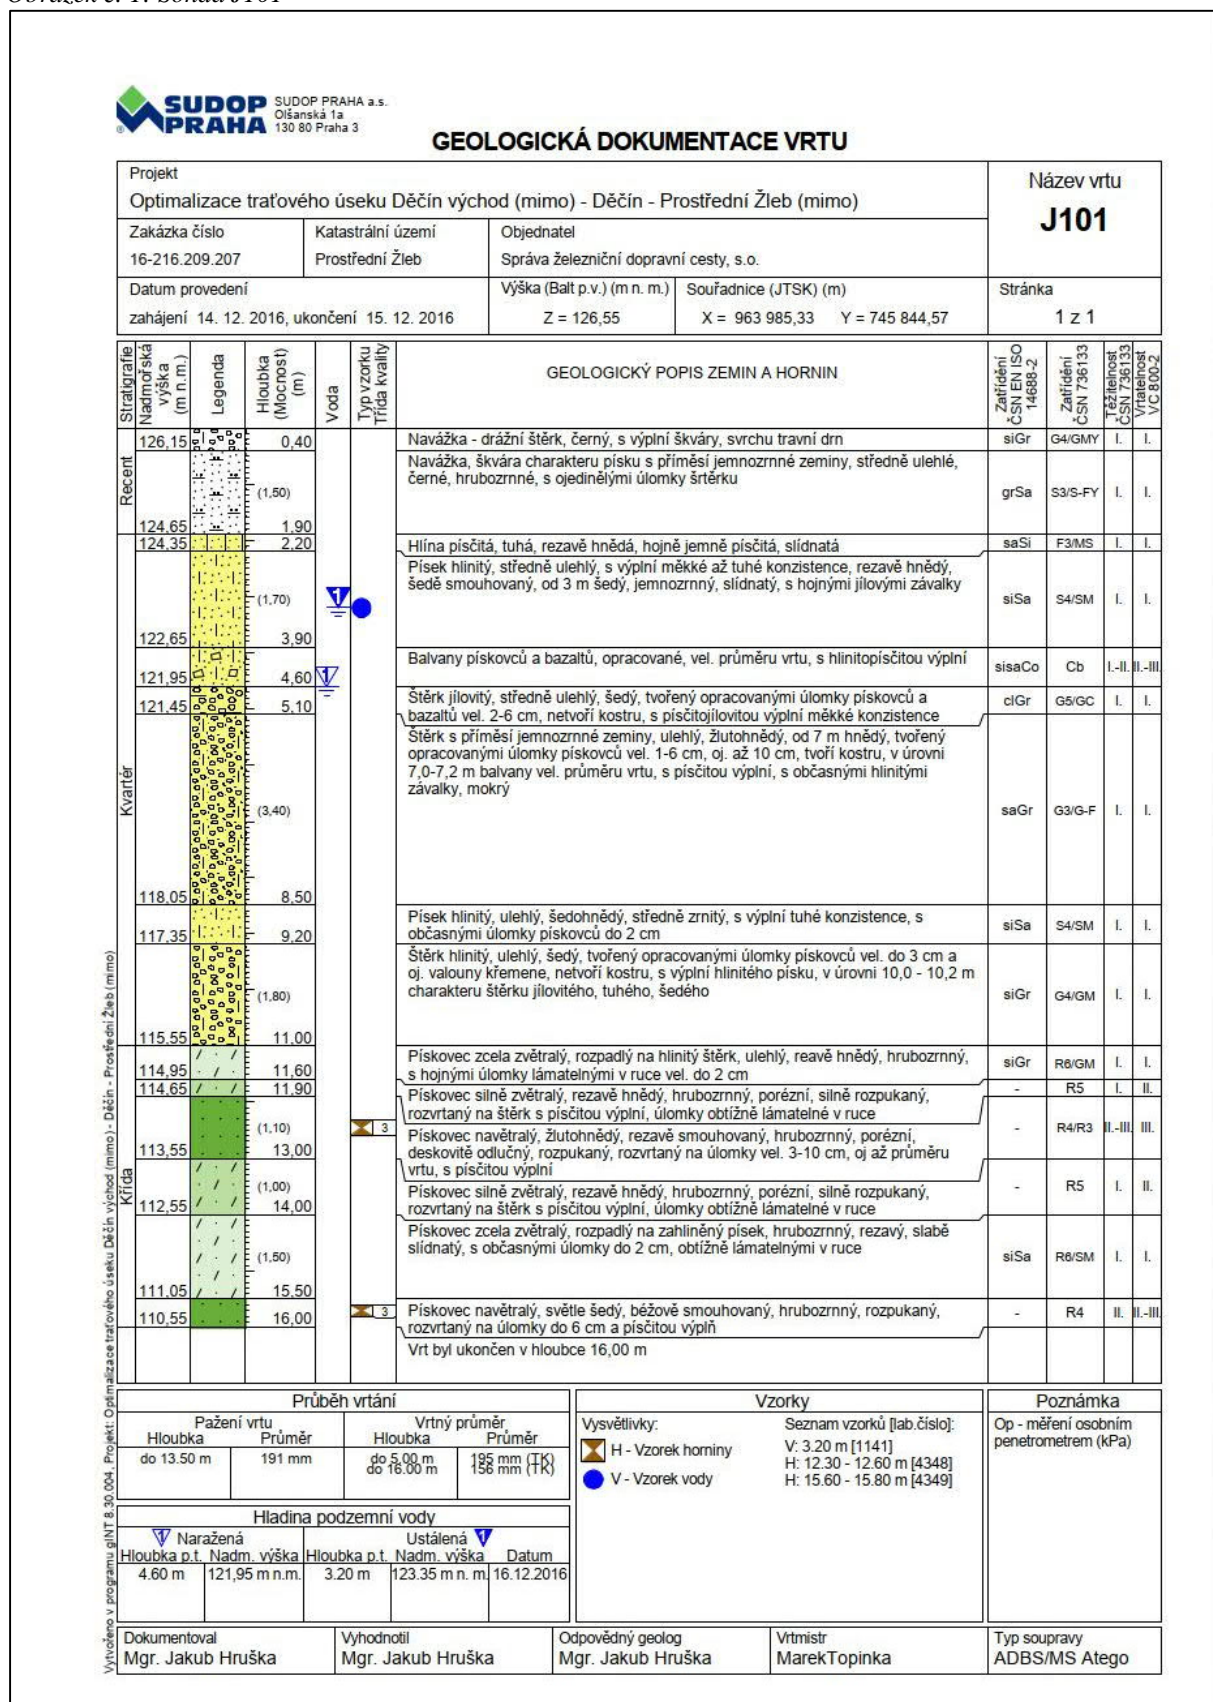 SUDOP PRAHA
SUDOP PRAHA a.s.
Olšanská 1a
130 80 Praha 3
GEOLOGICKÁ DOKUMENTACE VRTU
Projekt
Optimalizace traťového úseku Děčín východ (mimo) - Děčín - Prostřední Žleb (mimo)
Název vrtu
J101
Zakázka číslo
16-216.209.207
Katastrální území
Prostřední Žleb
Objednatel
Správa železniční dopravní cesty, s.o.
Datum provedení
zahájení 14. 12. 2016, ukončení 15. 12. 2016
Výška (Balt p.v.) (m n. m.)
Z = 126,55
Souřadnice (JTSK) (m)
X = 963 985,33 Y = 745 844,57
Stránka
1 z 1
Stratigrafie
Nadmořská výška (m n.m.)
Legenda
Hloubka (Mocnost) (m)
Voda
Typ vzorku
Třída kvality
GEOLOGICKÝ POPIS ZEMIN A HORNIN
Zatřídění ČSN EN ISO 14688-2
Zatřídění ČSN 736133
Těžitelnost ČSN 736133
Vrtatelnost VC 800-2
Recent
126,15 0,40
Navážka - drážní štěrk, černý, s výplní škváry, svrchu travní drn
siGr G4/GMY I. I.
Navážka, škvára charakteru písku s příměsí jemnozrnné zeminy, středně ulehlé,
černé, hrubozrnné, s ojedinělými úlomky šrtěrku
(1,50)
grSa S3/S-FY I. I.
124,65 1,90
Kvartér
124,35 2,20
Hlína písčitá, tuhá, rezavě hnědá, hojně jemně písčitá, slídnatá
saSi F3/MS I. I.
Písek hlinitý, středně ulehlý, s výplní měkké až tuhé konzistence, rezavě hnědý,
šedě smouhovaný, od 3 m šedý, jemnozrnný, slídnatý, s hojnými jílovými závalky
(1,70) 1
siSa S4/SM I. I.
122,65 3,90
Balvany pískovců a bazaltů, opracované, vel. průměru vrtu, s hlinitopísčitou výplní
sisaCo Cb I.-II. II.-III.
121,95 4,60 1
121,45 5,10
Štěrk jílovitý, středně ulehlý, šedý, tvořený opracovanými úlomky pískovců a
bazaltů vel. 2-6 cm, netvoří kostru, s písčitojílovitou výplní měkké konzistence
clGr G5/GC I. I.
Štěrk s příměsí jemnozrnné zeminy, ulehlý, žlutohnědý, od 7 m hnědý, tvořený
opracovanými úlomky pískovců vel. 1-6 cm, oj. až 10 cm, tvoří kostru, v úrovni
7,0-7,2 m balvany vel. průměru vrtu, s písčitou výplní, s občasnými hlinitými
závalky, mokrý
(3,40)
saGr G3/G-F I. I.
118,05 8,50
Písek hlinitý, ulehlý, šedohnědý, středně zrnitý, s výplní tuhé konzistence, s
občasnými úlomky pískovců do 2 cm
siSa S4/SM I. I.
117,35 9,20
Štěrk hlinitý, ulehlý, šedý, tvořený opracovanými úlomky pískovců vel. do 3 cm a
oj. valouny křemene, netvoří kostru, s výplní hlinitého písku, v úrovni 10,0 - 10,2 m
charakteru štěrku jílovitého, tuhého, šedého
(1,80)
siGr G4/GM I. I.
115,55 11,00
Křída
Pískovec zcela zvětralý, rozpadlý na hlinitý štěrk, ulehlý, reavě hnědý, hrubozrnný,
s hojnými úlomky lámatelnými v ruce vel. do 2 cm
siGr R6/GM I. I.
114,95 11,60
114,65 11,90
Pískovec silně zvětralý, rezavě hnědý, hrubozrnný, porézní, silně rozpukaný,
rozvrtaný na štěrk s písčitou výplní, úlomky obtížně lámatelné v ruce
- R5 I. II.
(1,10) 3
Pískovec navětralý, žlutohnědý, rezavě smouhovaný, hrubozrnný, porézní,
deskovitě odlučný, rozpukaný, rozvrtaný na úlomky vel. 3-10 cm, oj až průměru
vrtu, s písčitou výplní
- R4/R3 II.-III. III.
113,55 13,00
(1,00)
Pískovec silně zvětralý, rezavě hnědý, hrubozrnný, porézní, silně rozpukaný,
rozvrtaný na štěrk s písčitou výplní, úlomky obtížně lámatelné v ruce
- R5 I. II.
112,55 14,00
Pískovec zcela zvětralý, rozpadlý na zahliněný písek, hrubozrnný, rezavý, slabě
slídnatý, s občasnými úlomky do 2 cm, obtížně lámatelnými v ruce
(1,50)
siSa R6/SM I. I.
111,05 15,50
110,55 16,00 3
Pískovec navětralý, světle šedý, béžově smouhovaný, hrubozrnný, rozpukaný,
rozvrtaný na úlomky do 6 cm a písčitou výplň
- R4 II. II.-III.
Vrt byl ukončen v hloubce 16,00 m
Průběh vrtání
Pažení vrtu
Hloubka Průměr
do 13.50 m 191 mm
Vrtný průměr
Hloubka Průměr
do 5.00 m 195 mm (TK)
do 16.00 m 156 mm (TK)
Hladina podzemní vody
1 Naražená
Hloubka p.t. Nadm. výška
4.60 m 121,95 m n.m.
Ustálená 1
Hloubka p.t. Nadm. výška Datum
3.20 m 123.35 m n. m. 16.12.2016
Vzorky
Vysvětlivky:
H - Vzorek horniny
V - Vzorek vody
Seznam vzorků [lab.číslo]:
V: 3.20 m [1141]
H: 12.30 - 12.60 m [4348]
H: 15.60 - 15.80 m [4349]
Poznámka
Op - měření osobním
penetrometrem (kPa)
Dokumentoval
Mgr. Jakub Hruška
Vyhodnotil
Mgr. Jakub Hruška
Odpovědný geolog
Mgr. Jakub Hruška
Vrtmistr
MarekTopinka
Typ soupravy
ADBS/MS Atego
Vytvořeno v programu gINT 8.30.004, Projekt: Optimalizace traťového úseku Děčín východ (mimo) - Děčín - Prostřední Žleb (mimo)